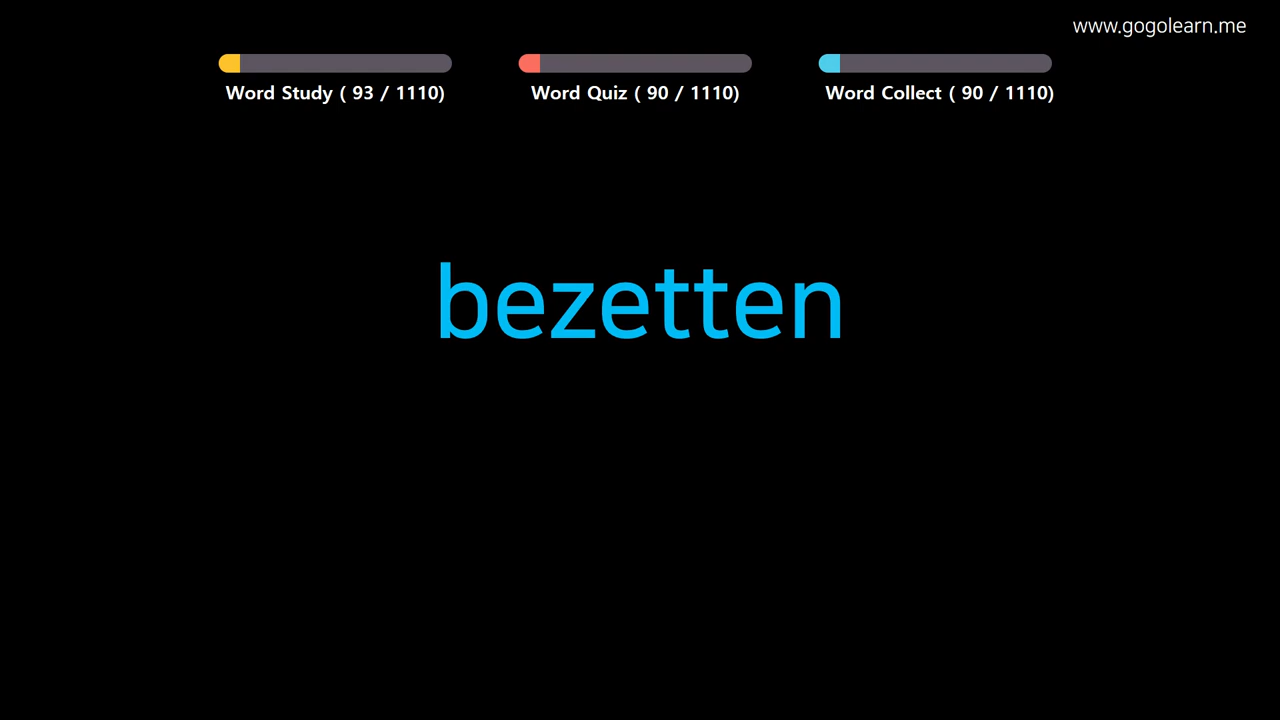 www.gogolearn.me
Word Study ( 93 / 1110)
Word Quiz ( 90 / 1110)
Word Collect ( 90 / 1110)
bezetten